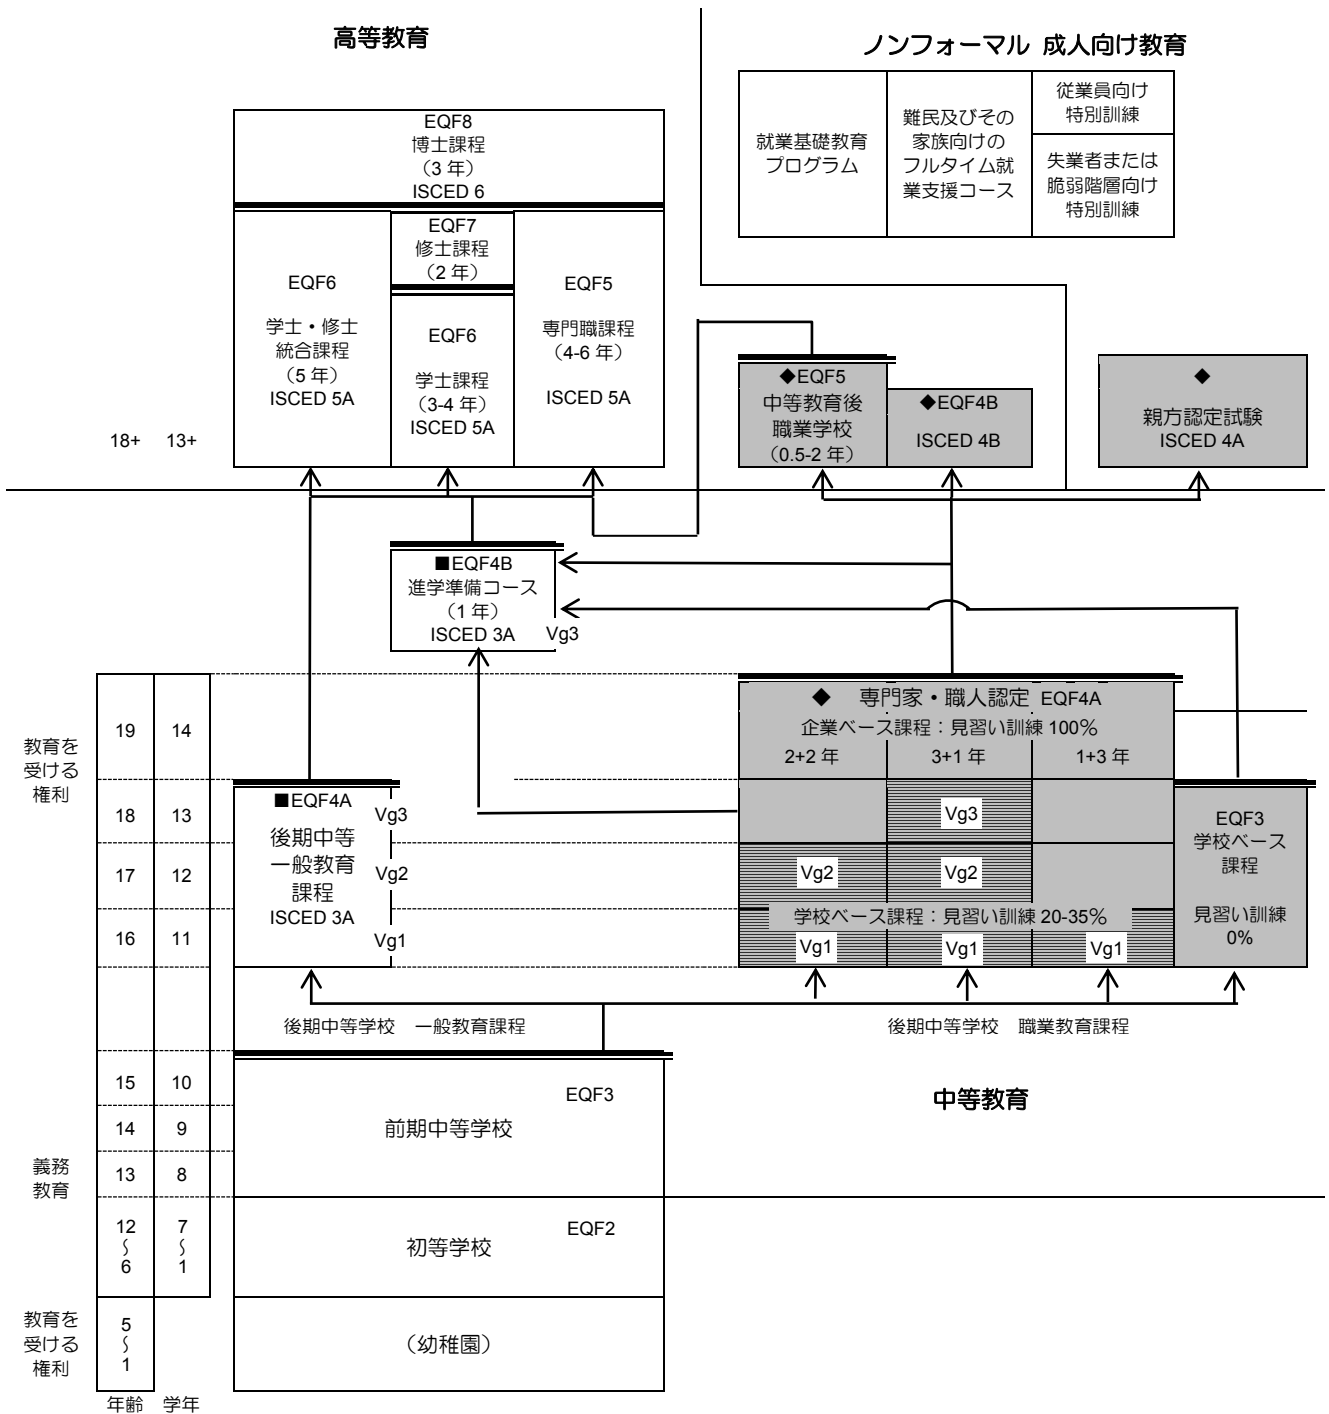 高等教育
ノンフォーマル 成人向け教育
EQF8
博士課程
(3 年)
ISCED 6
EQF7
修士課程
(2 年)
EQF6
学士・修士
統合課程
(5 年)
ISCED 5A
EQF6
学士課程
(3-4 年)
ISCED 5A
EQF5
専門職課程
(4-6 年)
ISCED 5A
就業基礎教育
プログラム
難民及びその
家族向けの
フルタイム就
業支援コース
従業員向け
特別訓練
失業者または
脆弱階層向け
特別訓練
◆EQF5
中等教育後
職業学校
(0.5-2 年)
◆EQF4B
ISCED 4B
◆
親方認定試験
ISCED 4A
18+ 13+
■EQF4B
進学準備コース
(1 年)
ISCED 3A Vg3
教育を
受ける
権利
19 14
18 13
17 12
16 11
■EQF4A
後期中等
一般教育
課程
ISCED 3A
Vg3
Vg2
Vg1
◆ 専門家・職人認定 EQF4A
企業ベース課程:見習い訓練 100%
2+2 年 3+1 年 1+3 年
Vg3
Vg2 Vg2
学校ベース課程:見習い訓練 20-35%
Vg1 Vg1 Vg1
EQF3
学校ベース
課程
見習い訓練
0%
後期中等学校 一般教育課程
後期中等学校 職業教育課程
中等教育
義務
教育
15 10
14 9
13 8
EQF3
前期中等学校
12 7
〜 〜
6 1
EQF2
初等学校
教育を
受ける
権利
5
〜
1
(幼稚園)
年齢 学年